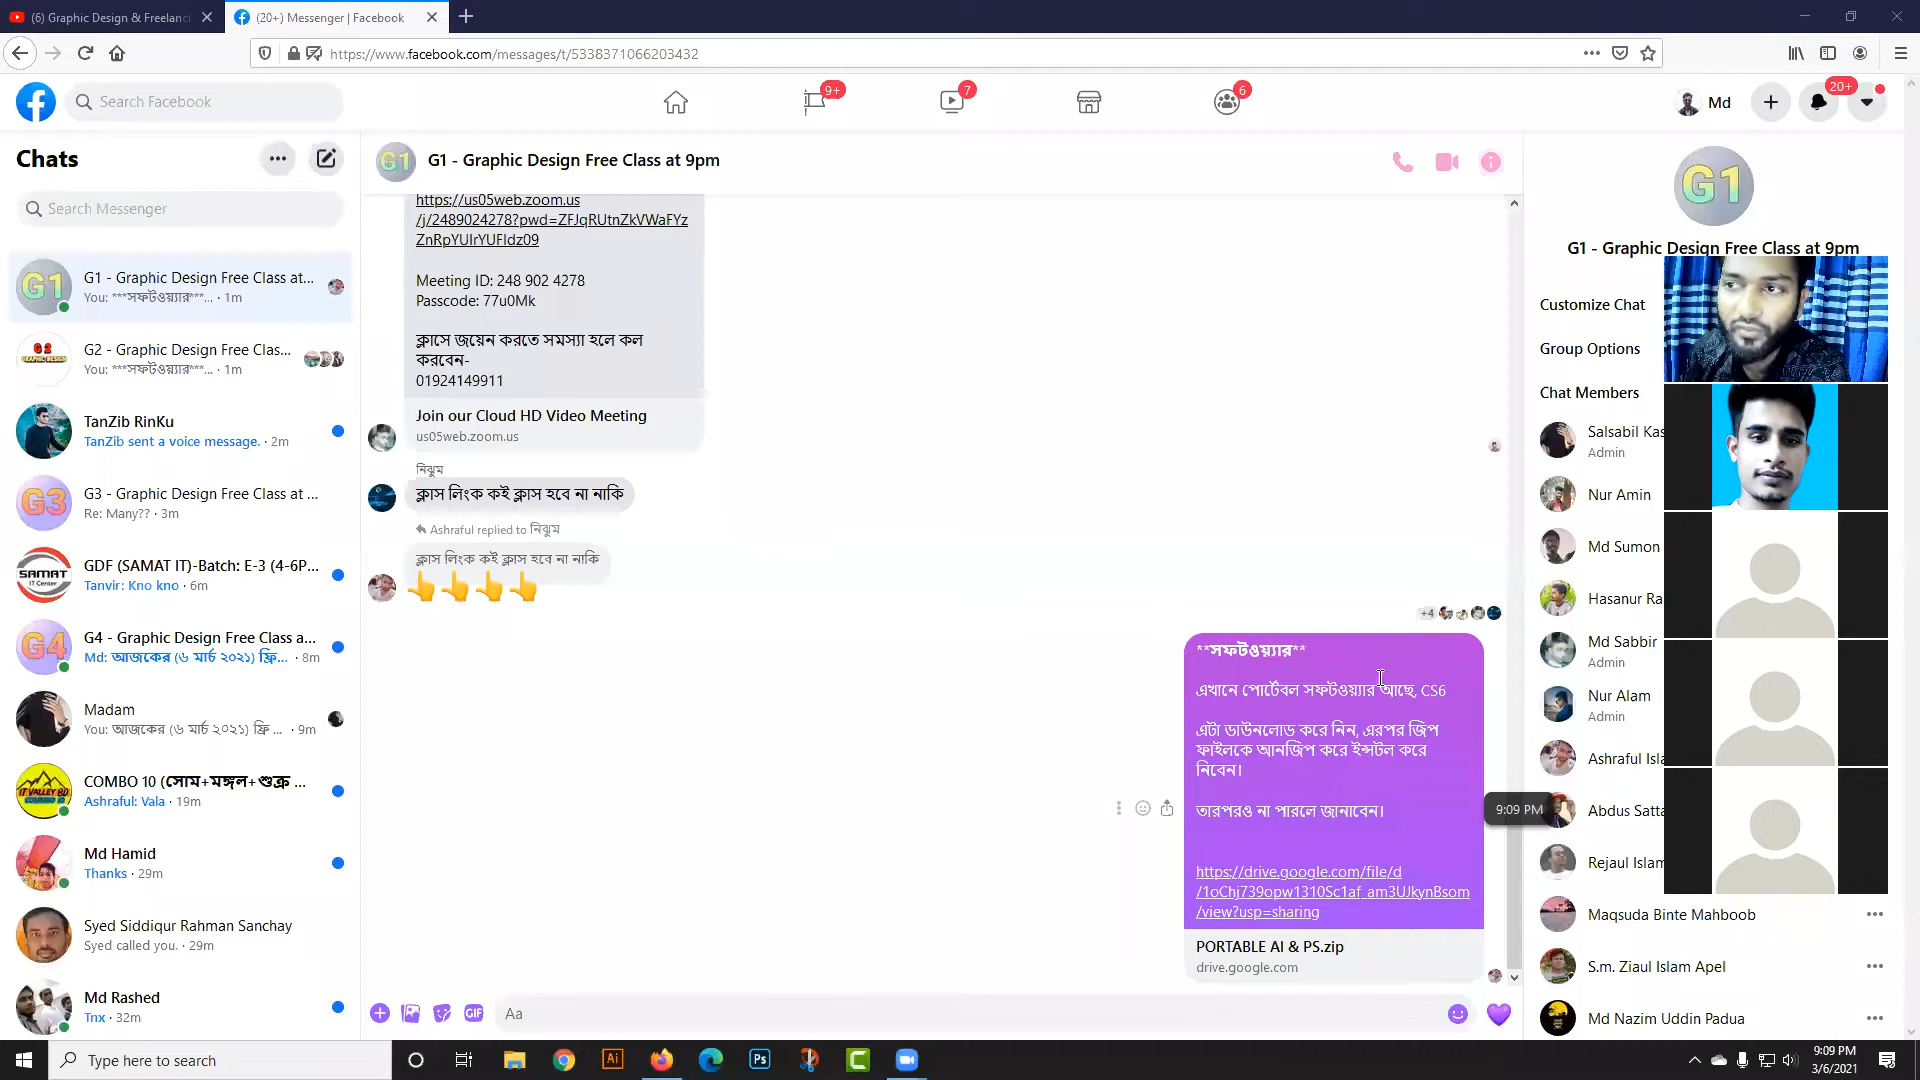 (6) Graphic Design & Freelanc
(20+) Messenger | Facebook
https://www.facebook.com/messages/t/5338371066203432
Search Facebook
9+
7
6
Md
20+
Chats
Search Messenger
G1 - Graphic Design Free Class at...
You: ***সফটওয়্যার***... · 1m
G2 - Graphic Design Free Clas...
You: ***সফটওয়্যার***... · 1m
TanZib RinKu
TanZib sent a voice message. · 2m
G3 - Graphic Design Free Class at ...
Re: Many?? · 3m
GDF (SAMAT IT)-Batch: E-3 (4-6P...
Tanvir: Kno kno · 6m
G4 - Graphic Design Free Class a...
Md: আজকের (৬ মার্চ ২০২১) ফ্রি... · 8m
Madam
You: আজকের (৬ মার্চ ২০২১) ফ্রি ... · 9m
COMBO 10 (সোম+মঙ্গল+শুক্র ...
Ashraful: Vala · 19m
Md Hamid
Thanks · 29m
Syed Siddiqur Rahman Sanchay
Syed called you. · 29m
Md Rashed
Tnx · 32m
G1
G1 - Graphic Design Free Class at 9pm
https://us05web.zoom.us
/j/2489024278?pwd=ZFJqRUtnZkVWaFYz
ZnRpYUIrYUFIdz09
Meeting ID: 248 902 4278
Passcode: 77u0Mk
ক্লাসে জয়েন করতে সমস্যা হলে কল
করবেন-
01924149911
Join our Cloud HD Video Meeting
us05web.zoom.us
নিঝুম
ক্লাস লিংক কই ক্লাস হবে না নাকি
Ashraful replied to নিঝুম
ক্লাস লিংক কই ক্লাস হবে না নাকি
+4
**সফটওয়্যার**
এখানে পোর্টেবল সফটওয়্যার আছে, CS6
এটা ডাউনলোড করে নিন, এরপর জিপ
ফাইলকে আনজিপ করে ইন্সটল করে
নিবেন।
তারপরও না পারলে জানাবেন।
9:09 PM
https://drive.google.com/file/d
/1oChj739opw1310Sc1af_am3UJkynBsom
/view?usp=sharing
PORTABLE AI & PS.zip
drive.google.com
GIF
Aa
G1
G1 - Graphic Design Free Class at 9pm
Customize Chat
Group Options
Chat Members
Salsabil Kas
Admin
Nur Amin
Md Sumon
Hasanur Ra
Md Sabbir
Admin
Nur Alam
Admin
Ashraful Isla
Abdus Satta
Rejaul Islam
Maqsuda Binte Mahboob
S.m. Ziaul Islam Apel
Md Nazim Uddin Padua
Type here to search
Ai
Ps
9:09 PM
3/6/2021